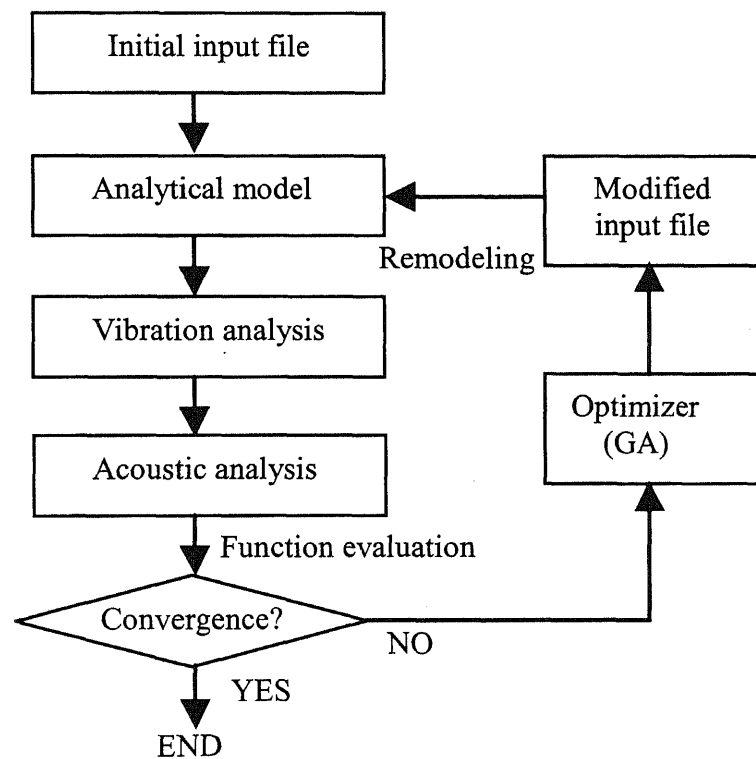 Initial input file
Analytical model
Modified
input file
Remodeling
Vibration analysis
Optimizer
(GA)
Acoustic analysis
Function evaluation
Convergence?
NO
YES
END